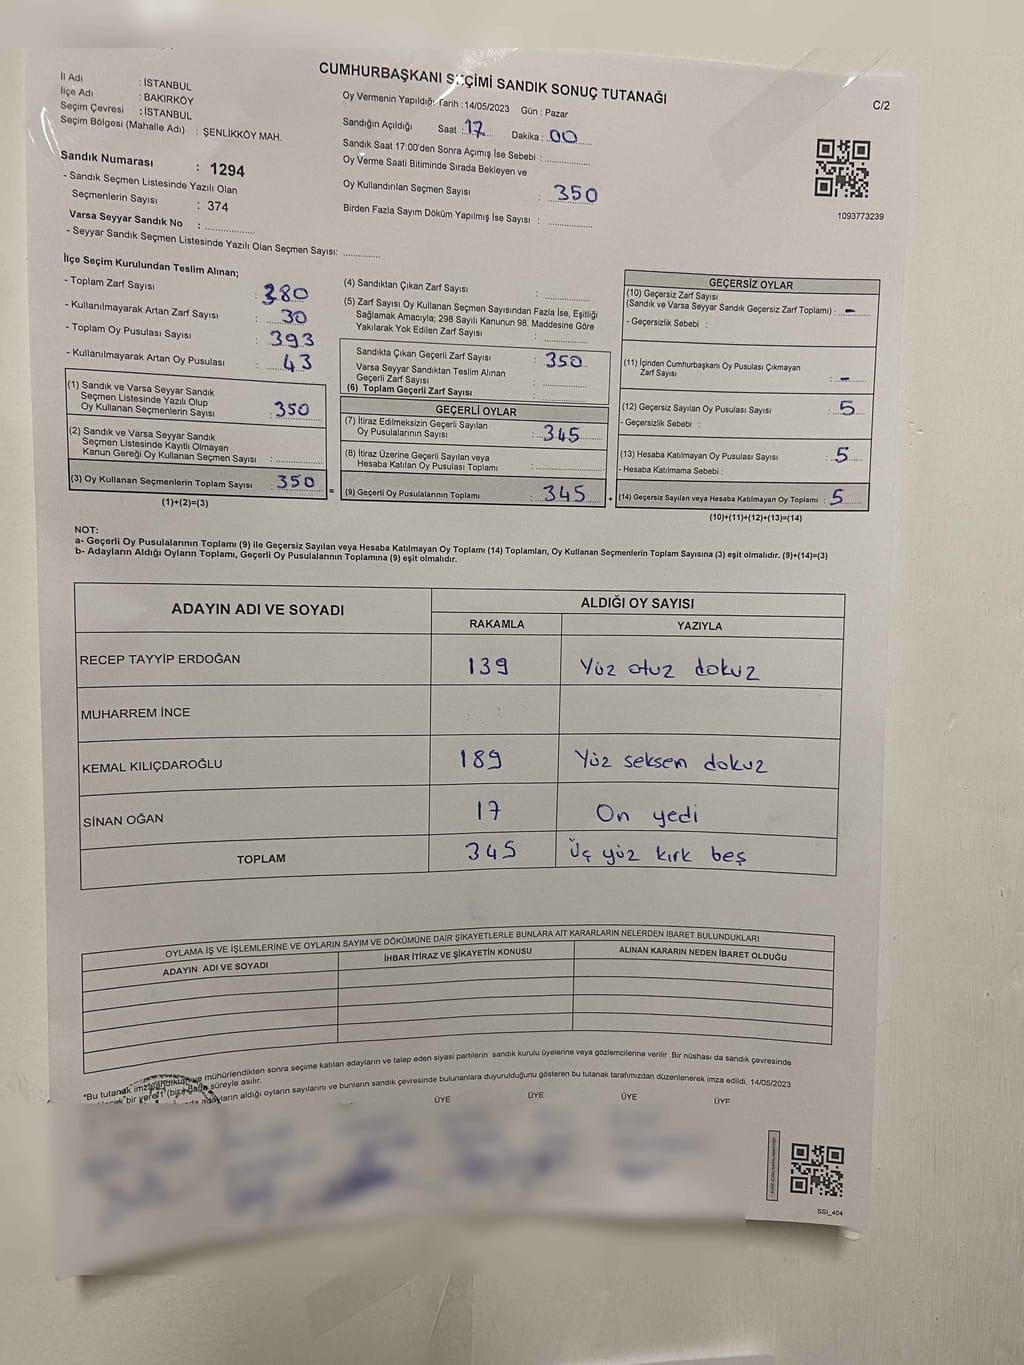 CUMHURBAŞKANI SEÇİMİ SANDIK SONUÇ TUTANAĞI
C/2
İl Adı : İSTANBUL
İlçe Adı : BAKIRKÖY
Seçim Çevresi : İSTANBUL
Seçim Bölgesi (Mahalle Adı) : ŞENLİKKÖY MAH.
Sandık Numarası : 1294
- Sandık Seçmen Listesinde Yazılı Olan
Seçmenlerin Sayısı : 374
Varsa Seyyar Sandık No : ..................
- Seyyar Sandık Seçmen Listesinde Yazılı Olan Seçmen Sayısı: .............
Oy Vermenin Yapıldığı Tarih : 14/05/2023 Gün : Pazar
Sandığın Açıldığı Saat : 17 Dakika : 00
Sandık Saat 17:00'den Sonra Açımış İse Sebebi : ...............
Oy Verme Saati Bitiminde Sırada Bekleyen ve
Oy Kullandırılan Seçmen Sayısı : 350
Birden Fazla Sayım Döküm Yapılmış İse Sayısı : ...............
1093773239
İlçe Seçim Kurulundan Teslim Alınan;
- Toplam Zarf Sayısı : 380
- Kullanılmayarak Artan Zarf Sayısı : 30
- Toplam Oy Pusulası Sayısı : 393
- Kullanılmayarak Artan Oy Pusulası : 43
(1) Sandık ve Varsa Seyyar Sandık
Seçmen Listesinde Yazılı Olup
Oy Kullanan Seçmenlerin Sayısı : 350
(2) Sandık ve Varsa Seyyar Sandık
Seçmen Listesinde Kayıtlı Olmayan
Kanun Gereği Oy Kullanan Seçmen Sayısı : ...............
(3) Oy Kullanan Seçmenlerin Toplam Sayısı : 350
(1)+(2)=(3)
(4) Sandıktan Çıkan Zarf Sayısı : ...............
(5) Zarf Sayısı Oy Kullanan Seçmen Sayısından Fazla İse, Eşitliği
Sağlamak Amacıyla; 298 Sayılı Kanunun 98. Maddesine Göre
Yakılarak Yok Edilen Zarf Sayısı : ...............
Sandıkta Çıkan Geçerli Zarf Sayısı : 350
Varsa Seyyar Sandıktan Teslim Alınan
Geçerli Zarf Sayısı : ...............
(6) Toplam Geçerli Zarf Sayısı : ...............
GEÇERLİ OYLAR
(7) İtiraz Edilmeksizin Geçerli Sayılan
Oy Pusulalarının Sayısı : 345
(8) İtiraz Üzerine Geçerli Sayılan veya
Hesaba Katılan Oy Pusulası Toplamı : ...............
= (9) Geçerli Oy Pusulalarının Toplamı : 345
GEÇERSİZ OYLAR
(10) Geçersiz Zarf Sayısı
(Sandık ve Varsa Seyyar Sandık Geçersiz Zarf Toplamı) : -
- Geçersizlik Sebebi :
(11) İçinden Cumhurbaşkanı Oy Pusulası Çıkmayan
Zarf Sayısı : -
(12) Geçersiz Sayılan Oy Pusulası Sayısı : 5
- Geçersizlik Sebebi :
(13) Hesaba Katılmayan Oy Pusulası Sayısı : 5
- Hesaba Katılmama Sebebi :
+ (14) Geçersiz Sayılan veya Hesaba Katılmayan Oy Toplamı : 5
(10)+(11)+(12)+(13)=(14)
NOT:
a- Geçerli Oy Pusulalarının Toplamı (9) ile Geçersiz Sayılan veya Hesaba Katılmayan Oy Toplamı (14) Toplamları, Oy Kullanan Seçmenlerin Toplam Sayısına (3) eşit olmalıdır. (9)+(14)=(3)
b- Adayların Aldığı Oyların Toplamı, Geçerli Oy Pusulalarının Toplamına (9) eşit olmalıdır.
ADAYIN ADI VE SOYADI ALDIĞI OY SAYISI
RAKAMLA YAZIYLA
RECEP TAYYİP ERDOĞAN 139 Yüz otuz dokuz
MUHARREM İNCE
KEMAL KILIÇDAROĞLU 189 Yüz seksen dokuz
SİNAN OĞAN 17 On yedi
TOPLAM 345 Üç yüz kırk beş
OYLAMA İŞ VE İŞLEMLERİNE VE OYLARIN SAYIM VE DÖKÜMÜNE DAİR ŞİKAYETLERLE BUNLARA AİT KARARLARIN NELERDEN İBARET BULUNDUKLARI
ADAYIN ADI VE SOYADI İHBAR İTİRAZ VE ŞİKAYETİN KONUSU ALINAN KARARIN NEDEN İBARET OLDUĞU
*Bu tutanak mühürlendikten sonra seçime katılan adayların ve talep eden siyasi partilerin sandık kurulu üyelerine veya gözlemcilerine verilir. Bir nüshası da sandık çevresinde
bir yere 1 (bir) hafta süreyle asılır.
adayların aldığı oyların sayılarını ve bunların sandık çevresinde bulunanlara duyurulduğunu gösteren bu tutanak tarafımızdan düzenlenerek imza edildi. 14/05/2023
ÜYE ÜYE ÜYE ÜYE
SSI_404